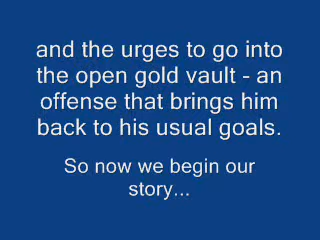 and the urges to go into
the open gold vault - an
offense that brings him
back to his usual goals.
So now we begin our
story...